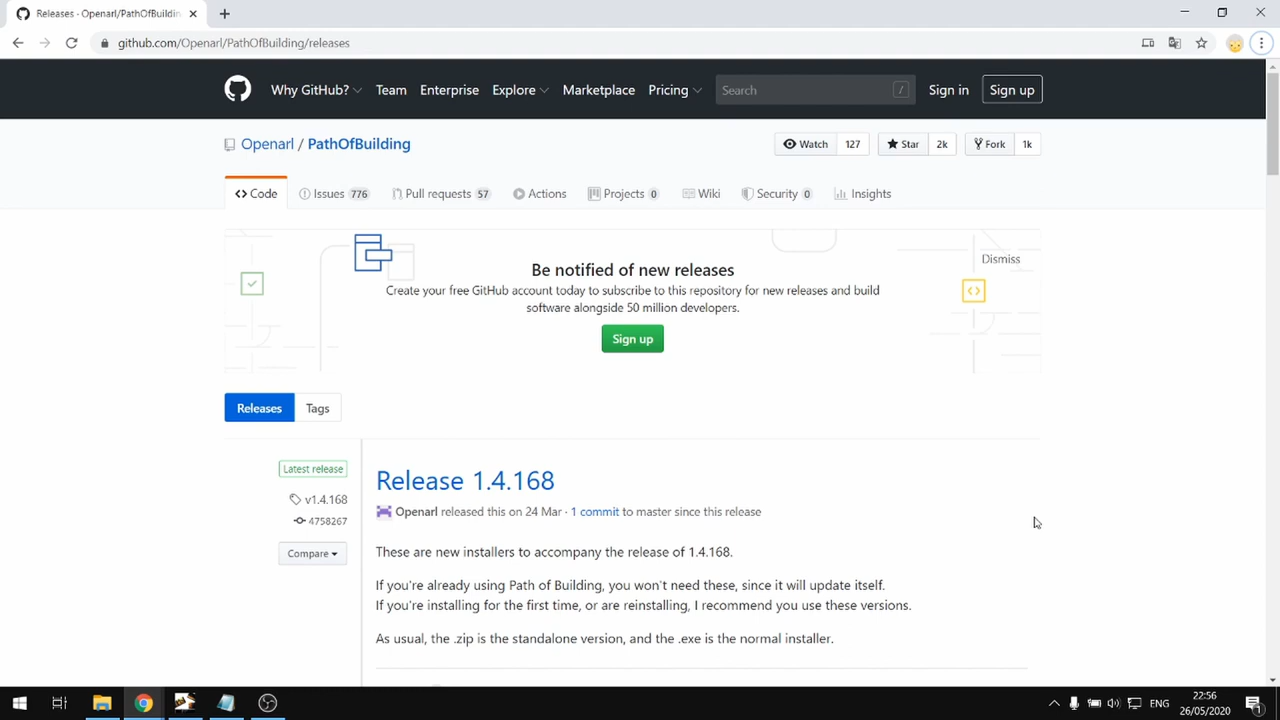 Releases · Openarl/PathOfBuildin
github.com/Openarl/PathOfBuilding/releases
Why GitHub? Team Enterprise Explore Marketplace Pricing Search / Sign in Sign up
Openarl / PathOfBuilding Watch 127 Star 2k Fork 1k
Code Issues 776 Pull requests 57 Actions Projects 0 Wiki Security 0 Insights
Be notified of new releases
Dismiss
Create your free GitHub account today to subscribe to this repository for new releases and build
software alongside 50 million developers.
Sign up
Releases Tags
Latest release
v1.4.168
4758267
Compare
Release 1.4.168
Openarl released this on 24 Mar · 1 commit to master since this release
These are new installers to accompany the release of 1.4.168.
If you're already using Path of Building, you won't need these, since it will update itself.
If you're installing for the first time, or are reinstalling, I recommend you use these versions.
As usual, the .zip is the standalone version, and the .exe is the normal installer.
ENG
22:56
26/05/2020
1